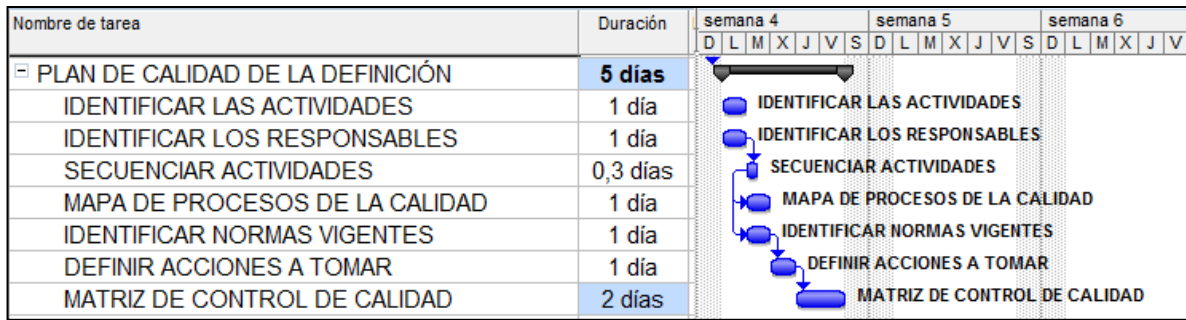 Nombre de tarea Duración semana 4 semana 5 semana 6
D L M X J V S D L M X J V S D L M X J V
PLAN DE CALIDAD DE LA DEFINICIÓN 5 días
IDENTIFICAR LAS ACTIVIDADES 1 día IDENTIFICAR LAS ACTIVIDADES
IDENTIFICAR LOS RESPONSABLES 1 día IDENTIFICAR LOS RESPONSABLES
SECUENCIAR ACTIVIDADES 0,3 días SECUENCIAR ACTIVIDADES
MAPA DE PROCESOS DE LA CALIDAD 1 día MAPA DE PROCESOS DE LA CALIDAD
IDENTIFICAR NORMAS VIGENTES 1 día IDENTIFICAR NORMAS VIGENTES
DEFINIR ACCIONES A TOMAR 1 día DEFINIR ACCIONES A TOMAR
MATRIZ DE CONTROL DE CALIDAD 2 días MATRIZ DE CONTROL DE CALIDAD